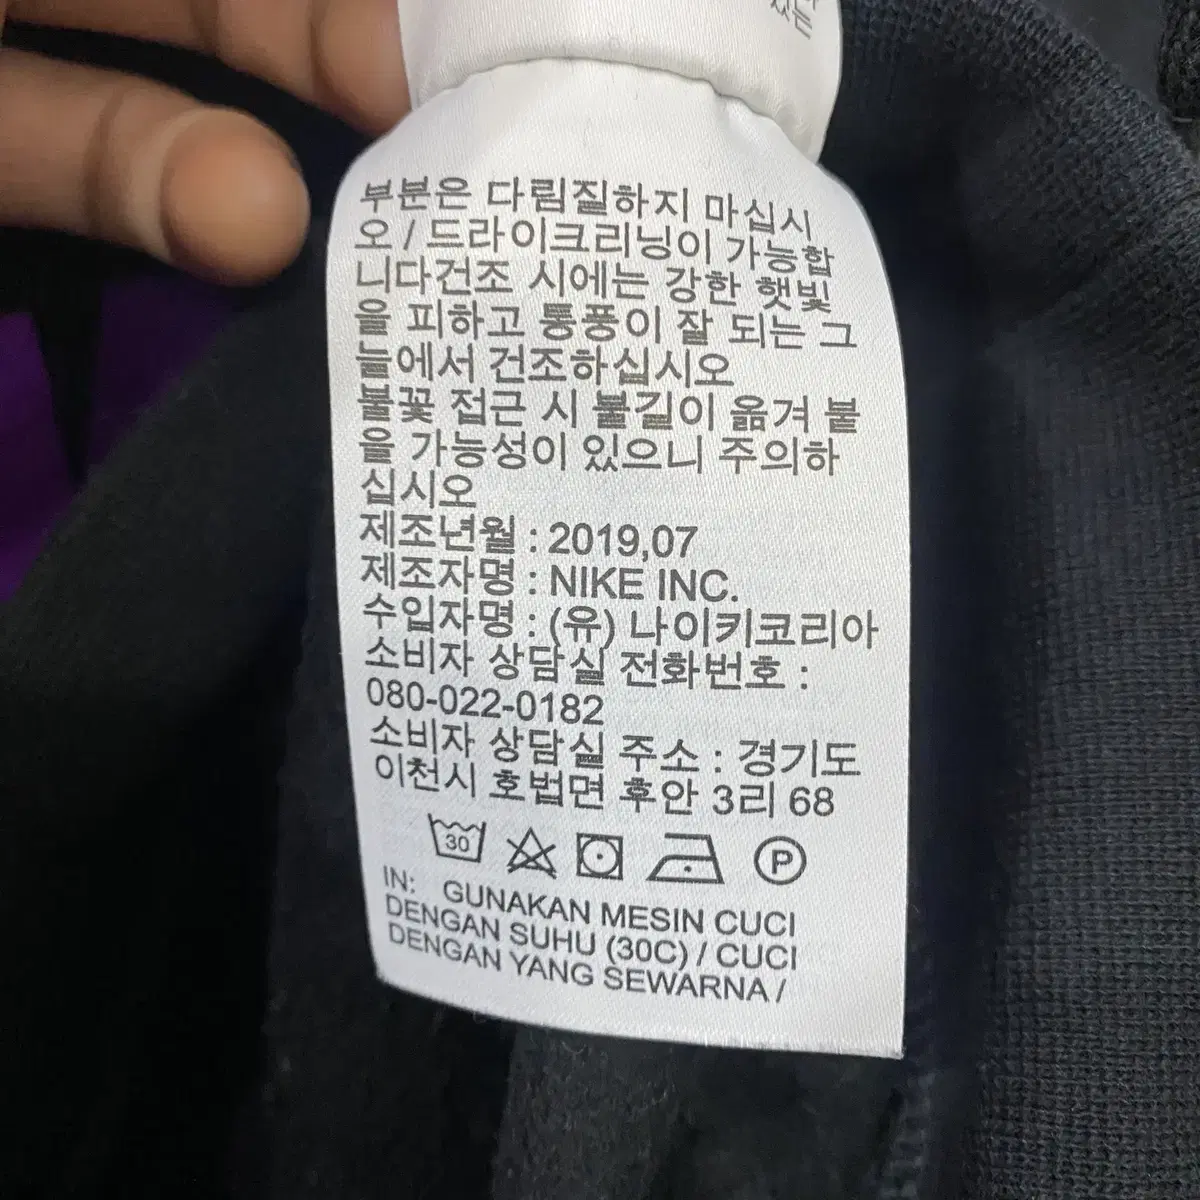 있는
부분은 다림질하지 마십시
오 / 드라이크리닝이 가능합
니다건조 시에는 강한 햇빛
을 피하고 통풍이 잘 되는 그
늘에서 건조하십시오
불꽃 접근 시 불길이 옮겨 붙
을 가능성이 있으니 주의하
십시오
제조년월 : 2019,07
제조자명 : NIKE INC.
수입자명 : (유) 나이키코리아
소비자 상담실 전화번호 :
080-022-0182
소비자 상담실 주소 : 경기도
이천시 호법면 후안 3리 68
30 P
IN: GUNAKAN MESIN CUCI
DENGAN SUHU (30C) / CUCI
DENGAN YANG SEWARNA /